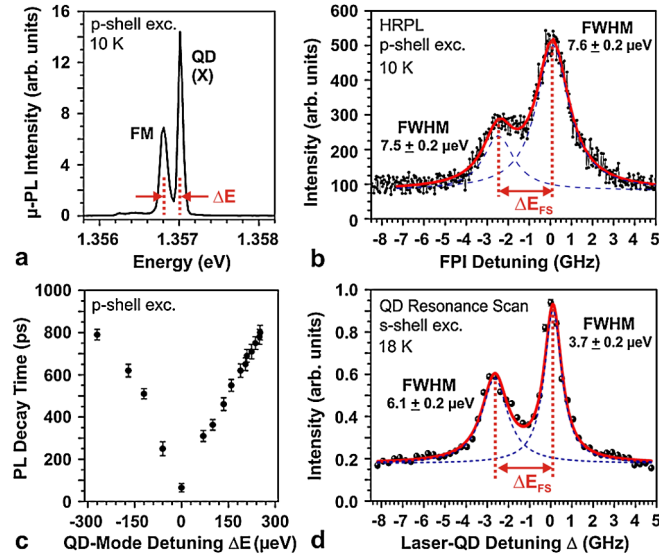 p-shell exc.
10 K
QD
(X)
FM
ΔE
16
12
8
4
0
1.356
1.357
1.358
µ-PL Intensity (arb. units)
Energy (eV)
a
HRPL
p-shell exc.
10 K
FWHM
7.6 ± 0.2 µeV
FWHM
7.5 ± 0.2 µeV
ΔE_FS
600
500
400
300
200
100
0
-8 -7 -6 -5 -4 -3 -2 -1 0 1 2 3 4 5
Intensity (arb. units)
FPI Detuning (GHz)
b
p-shell exc.
1000
800
600
400
200
0
-300 -200 -100 0 100 200 300
PL Decay Time (ps)
QD-Mode Detuning ΔE (µeV)
c
QD Resonance Scan
s-shell exc.
18 K
FWHM
3.7 ± 0.2 µeV
FWHM
6.1 ± 0.2 µeV
ΔE_FS
1.0
0.8
0.6
0.4
0.2
0.0
-8 -7 -6 -5 -4 -3 -2 -1 0 1 2 3 4 5
Intensity (arb. units)
Laser-QD Detuning Δ (GHz)
d